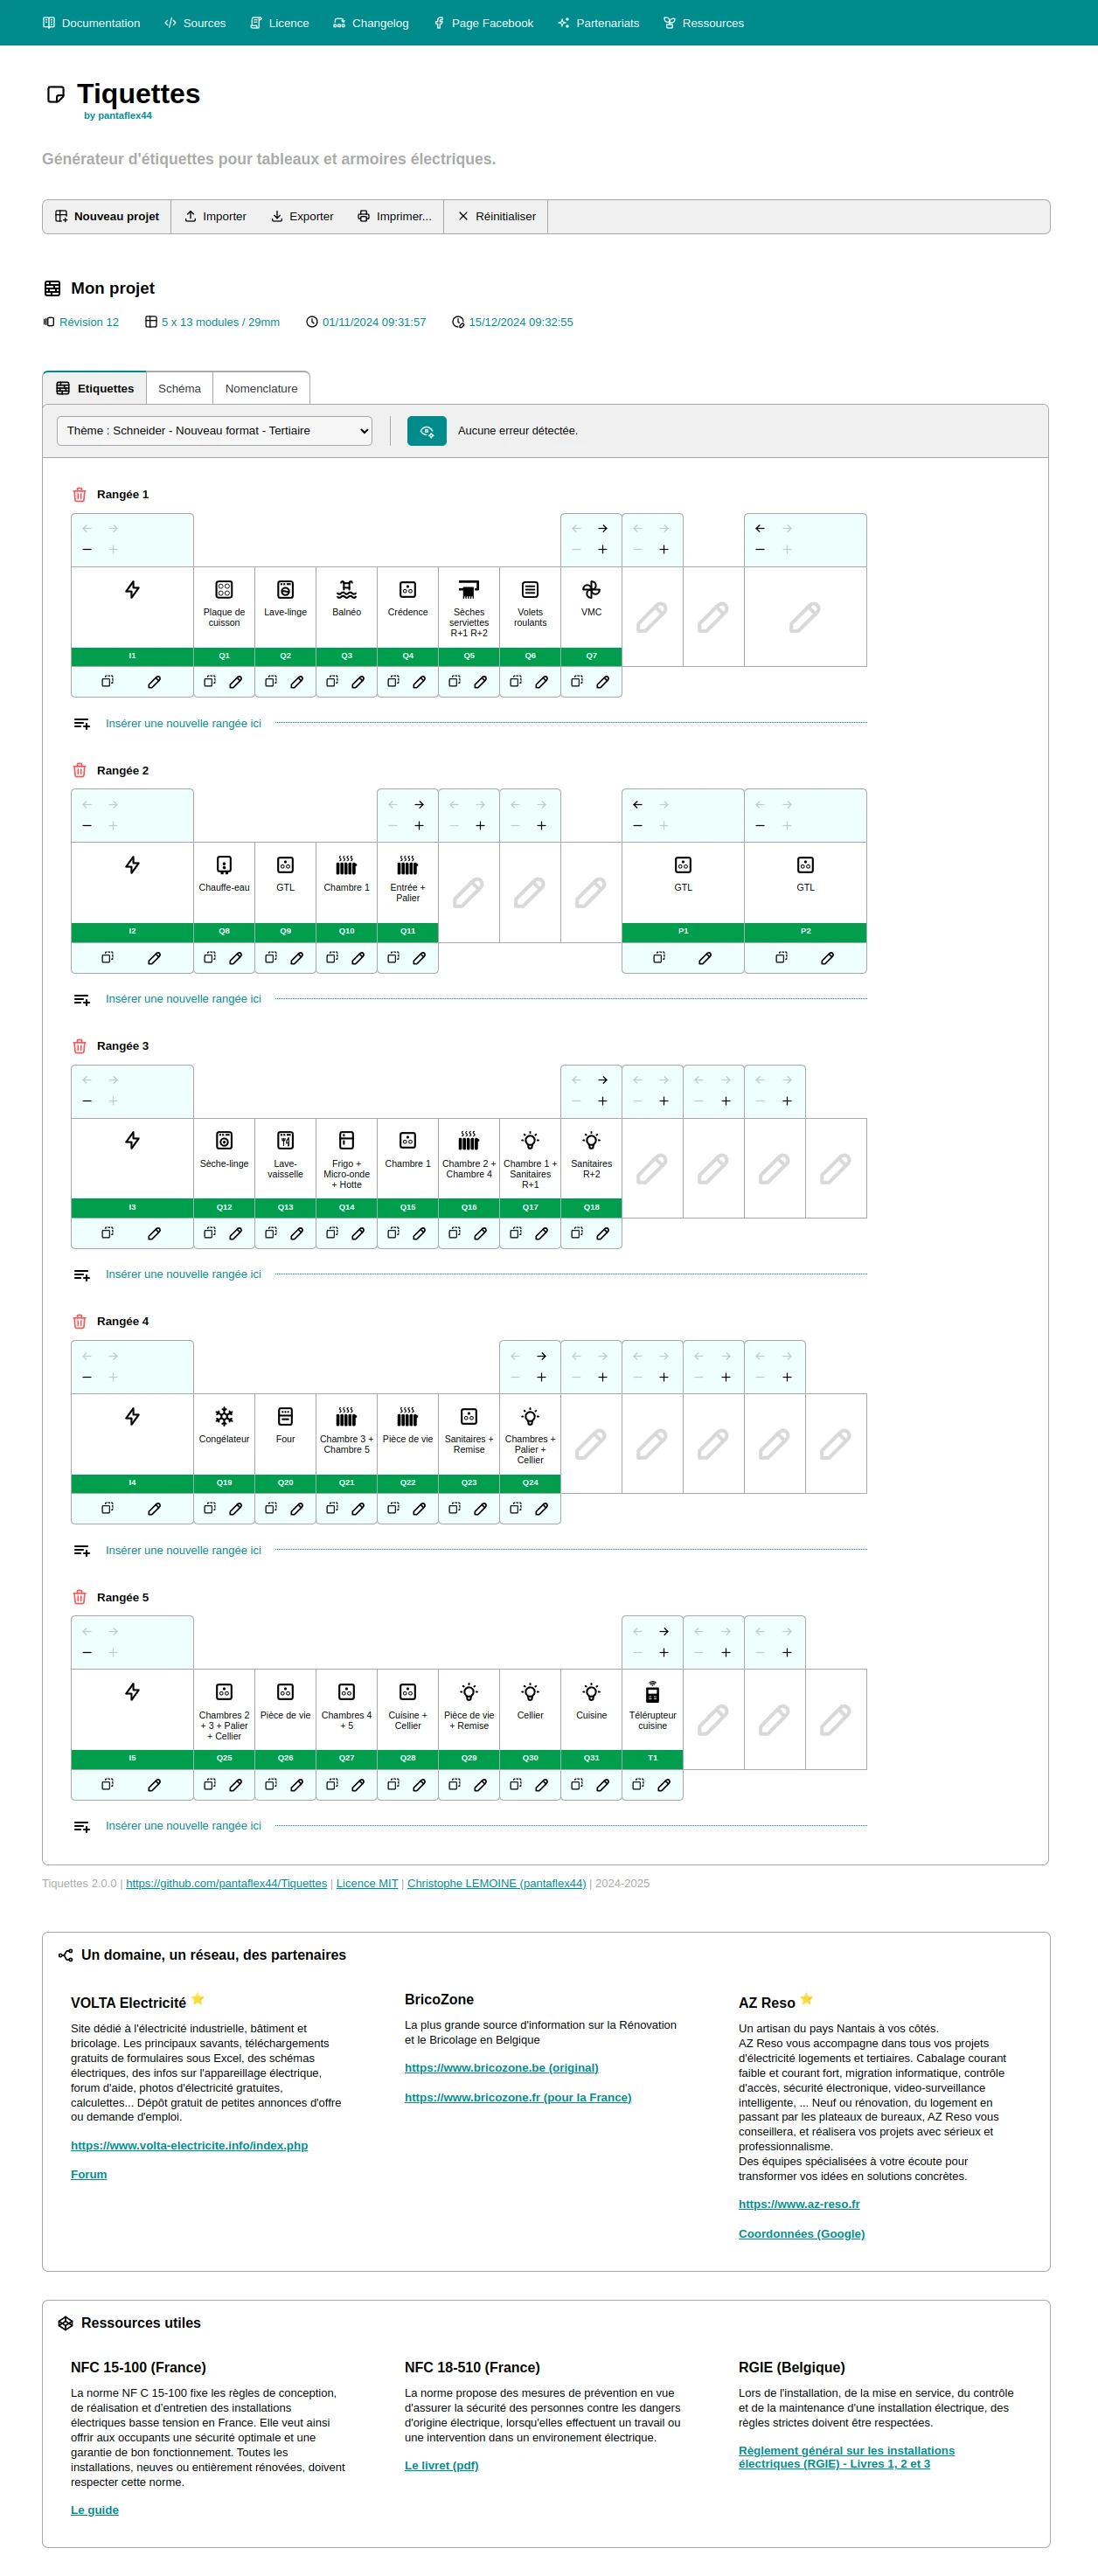 Documentation Sources Licence Changelog Page Facebook Partenariats Ressources
Tiquettes
by pantaflex44
Générateur d'étiquettes pour tableaux et armoires électriques.
Nouveau projet Importer Exporter Imprimer... Réinitialiser
Mon projet
Révision 12 5 x 13 modules / 29mm 01/11/2024 09:31:57 15/12/2024 09:32:55
Etiquettes Schéma Nomenclature
Thème : Schneider - Nouveau format - Tertiaire Aucune erreur détectée.
Rangée 1
Plaque de cuisson Lave-linge Balnéo Crédence Sèches serviettes R+1 R+2 Volets roulants VMC
I1 Q1 Q2 Q3 Q4 Q5 Q6 Q7
Insérer une nouvelle rangée ici
Rangée 2
Chauffe-eau GTL Chambre 1 Entrée + Palier GTL GTL
I2 Q8 Q9 Q10 Q11 P1 P2
Insérer une nouvelle rangée ici
Rangée 3
Sèche-linge Lave-vaisselle Frigo + Micro-onde + Hotte Chambre 1 Chambre 2 + Chambre 4 Chambre 1 + Sanitaires R+1 Sanitaires R+2
I3 Q12 Q13 Q14 Q15 Q16 Q17 Q18
Insérer une nouvelle rangée ici
Rangée 4
Congélateur Four Chambre 3 + Chambre 5 Pièce de vie Sanitaires + Remise Chambres + Palier + Cellier
I4 Q19 Q20 Q21 Q22 Q23 Q24
Insérer une nouvelle rangée ici
Rangée 5
Chambres 2 + 3 + Palier + Cellier Pièce de vie Chambres 4 + 5 Cuisine + Cellier Pièce de vie + Remise Cellier Cuisine Télérupteur cuisine
I5 Q25 Q26 Q27 Q28 Q29 Q30 Q31 T1
Insérer une nouvelle rangée ici
Tiquettes 2.0.0 | https://github.com/pantaflex44/Tiquettes | Licence MIT | Christophe LEMOINE (pantaflex44) | 2024-2025
Un domaine, un réseau, des partenaires
VOLTA Electricité
Site dédié à l'électricité industrielle, bâtiment et
bricolage. Les principaux savants, téléchargements
gratuits de formulaires sous Excel, des schémas
électriques, des infos sur l'appareillage électrique,
forum d'aide, photos d'électricité gratuites,
calculettes... Dépôt gratuit de petites annonces d'offre
ou demande d'emploi.
https://www.volta-electricite.info/index.php
Forum
BricoZone
La plus grande source d'information sur la Rénovation
et le Bricolage en Belgique
https://www.bricozone.be (original)
https://www.bricozone.fr (pour la France)
AZ Reso
Un artisan du pays Nantais à vos côtés.
AZ Reso vous accompagne dans tous vos projets
d'électricité logements et tertiaires. Cabalage courant
faible et courant fort, migration informatique, contrôle
d'accès, sécurité électronique, video-surveillance
intelligente, ... Neuf ou rénovation, du logement en
passant par les plateaux de bureaux, AZ Reso vous
conseillera, et réalisera vos projets avec sérieux et
professionnalisme.
Des équipes spécialisées à votre écoute pour
transformer vos idées en solutions concrètes.
https://www.az-reso.fr
Coordonnées (Google)
Ressources utiles
NFC 15-100 (France)
La norme NF C 15-100 fixe les règles de conception,
de réalisation et d'entretien des installations
électriques basse tension en France. Elle veut ainsi
offrir aux occupants une sécurité optimale et une
garantie de bon fonctionnement. Toutes les
installations, neuves ou entièrement rénovées, doivent
respecter cette norme.
Le guide
NFC 18-510 (France)
La norme propose des mesures de prévention en vue
d'assurer la sécurité des personnes contre les dangers
d'origine électrique, lorsqu'elles effectuent un travail ou
une intervention dans un environement électrique.
Le livret (pdf)
RGIE (Belgique)
Lors de l'installation, de la mise en service, du contrôle
et de la maintenance d'une installation électrique, des
règles strictes doivent être respectées.
Règlement général sur les installations
électriques (RGIE) - Livres 1, 2 et 3